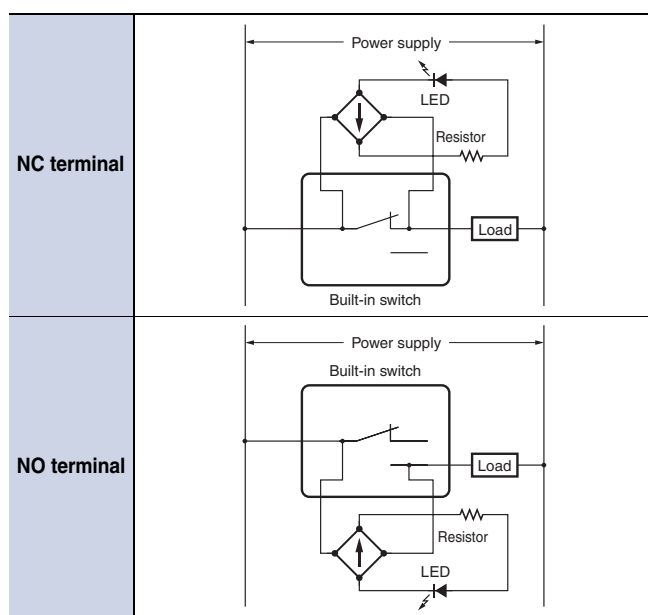 NC terminal
Power supply
LED
Resistor
Load
Built-in switch
NO terminal
Power supply
Built-in switch
Load
Resistor
LED